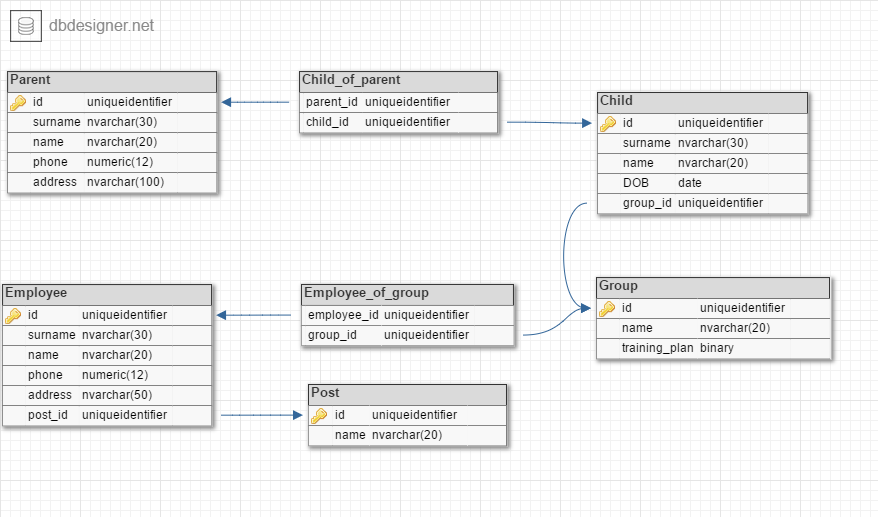 dbdesigner.net
Parent
id uniqueidentifier
surname nvarchar(30)
name nvarchar(20)
phone numeric(12)
address nvarchar(100)
Child_of_parent
parent_id uniqueidentifier
child_id uniqueidentifier
Child
id uniqueidentifier
surname nvarchar(30)
name nvarchar(20)
DOB date
group_id uniqueidentifier
Employee
id uniqueidentifier
surname nvarchar(30)
name nvarchar(20)
phone numeric(12)
address nvarchar(50)
post_id uniqueidentifier
Employee_of_group
employee_id uniqueidentifier
group_id uniqueidentifier
Group
id uniqueidentifier
name nvarchar(20)
training_plan binary
Post
id uniqueidentifier
name nvarchar(20)